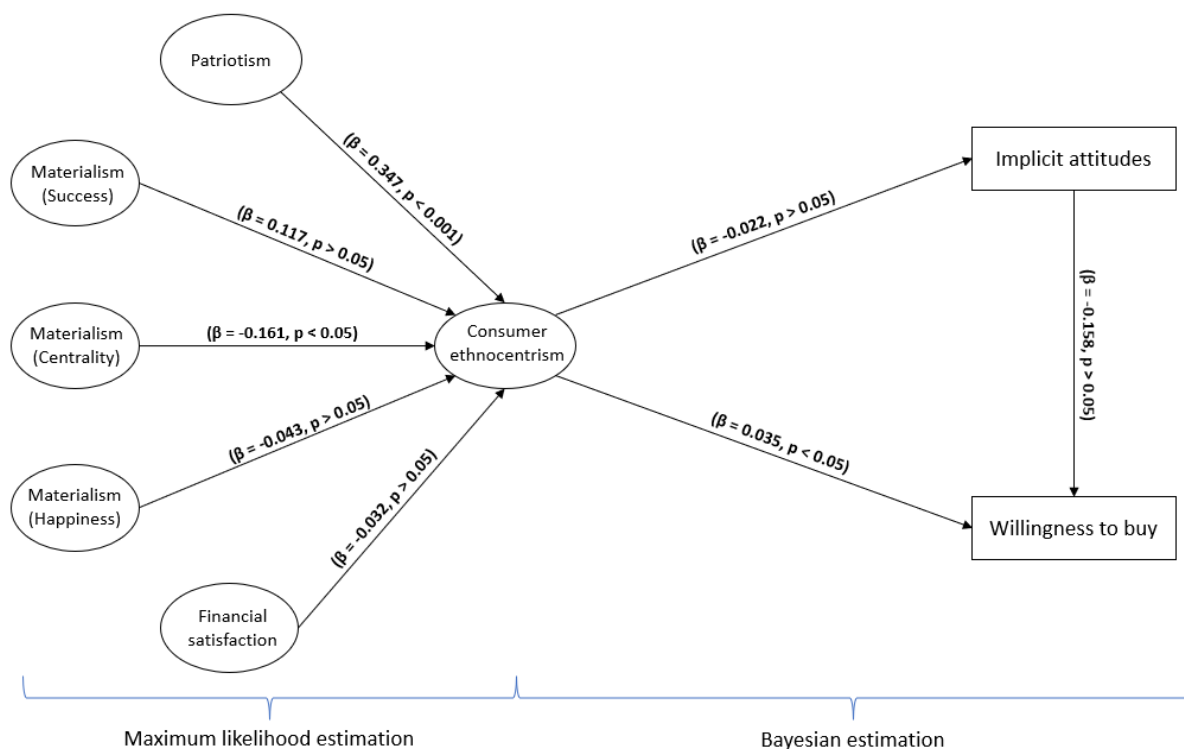 Patriotism
(β = 0.347, p < 0.001)
Materialism
(Success)
(β = 0.117, p > 0.05)
Materialism
(Centrality)
(β = -0.161, p < 0.05)
Materialism
(Happiness)
(β = -0.043, p > 0.05)
Financial
satisfaction
(β = -0.032, p > 0.05)
Consumer
ethnocentrism
(β = -0.022, p > 0.05)
Implicit attitudes
(β = -0.158, p > 0.05)
(β = 0.035, p < 0.05)
Willingness to buy
Maximum likelihood estimation
Bayesian estimation